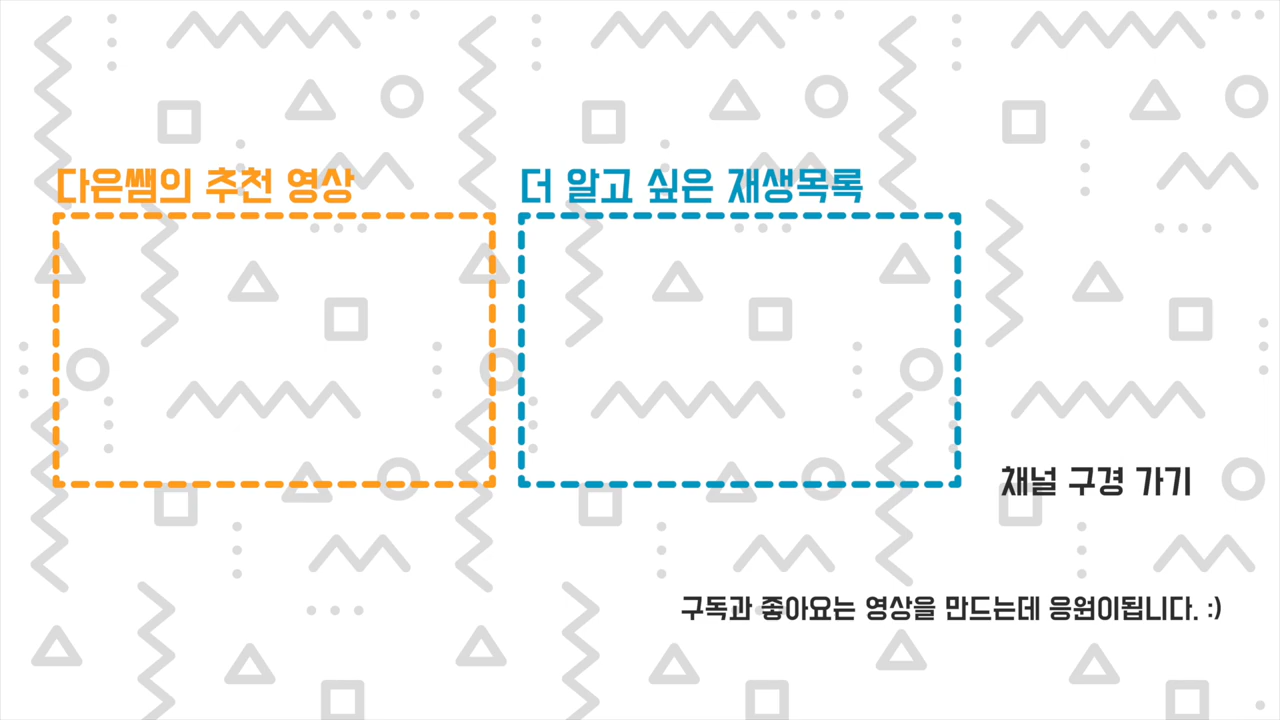 다은쌤의 추천 영상
더 알고 싶은 재생목록
채널 구경 가기
구독과 좋아요는 영상을 만드는데 응원이됩니다. :)